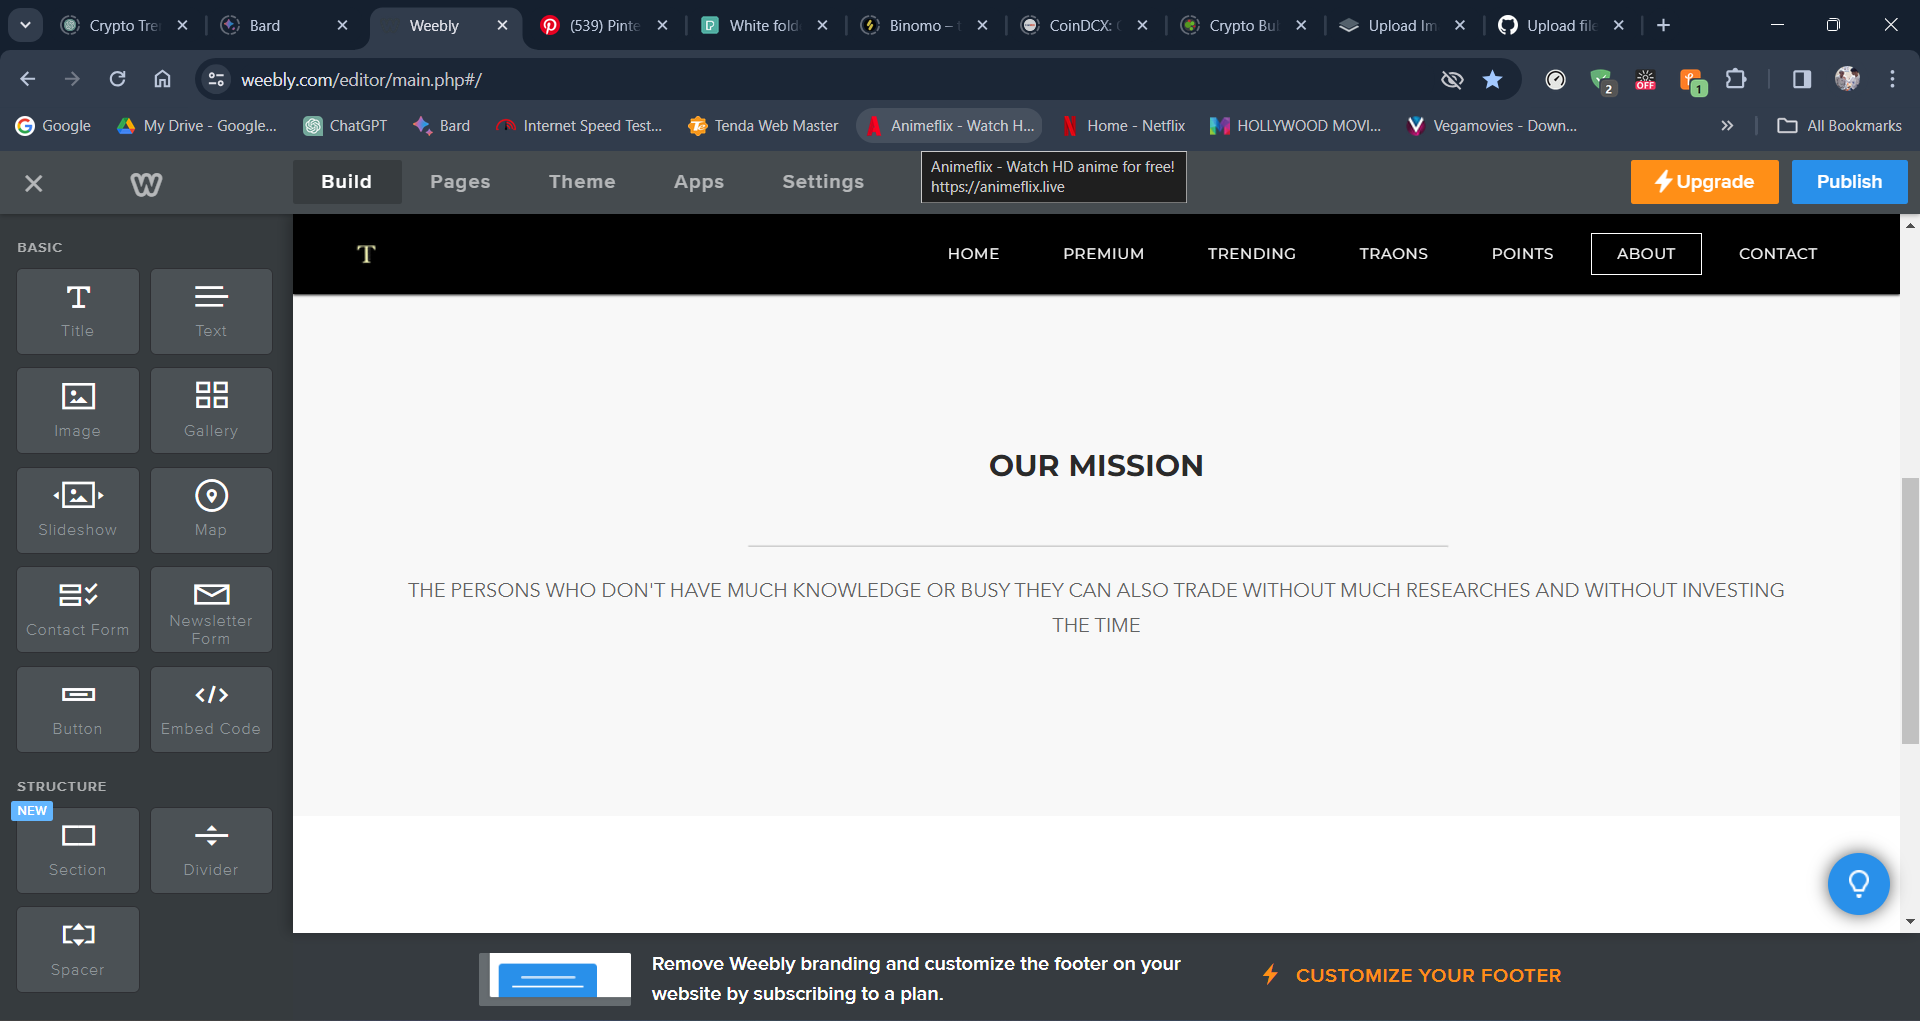 Crypto Tre
Bard
Weebly
(539) Pinte
White fold
Binomo – t
CoinDCX: C
Crypto Bul
Upload Im
Upload file
weebly.com/editor/main.php#/
2
OFF
1
Google
My Drive - Google...
ChatGPT
Bard
Internet Speed Test...
Tenda Web Master
Animeflix - Watch H...
Home - Netflix
HOLLYWOOD MOVI...
Vegamovies - Down...
All Bookmarks
Animeflix - Watch HD anime for free!
https://animeflix.live
Build
Pages
Theme
Apps
Settings
Upgrade
Publish
T
HOME
PREMIUM
TRENDING
TRAONS
POINTS
ABOUT
CONTACT
BASIC
Title
Text
Image
Gallery
Slideshow
Map
Contact Form
Newsletter
Form
Button
Embed Code
STRUCTURE
NEW
Section
Divider
Spacer
OUR MISSION
THE PERSONS WHO DON'T HAVE MUCH KNOWLEDGE OR BUSY THEY CAN ALSO TRADE WITHOUT MUCH RESEARCHES AND WITHOUT INVESTING
THE TIME
Remove Weebly branding and customize the footer on your
website by subscribing to a plan.
CUSTOMIZE YOUR FOOTER